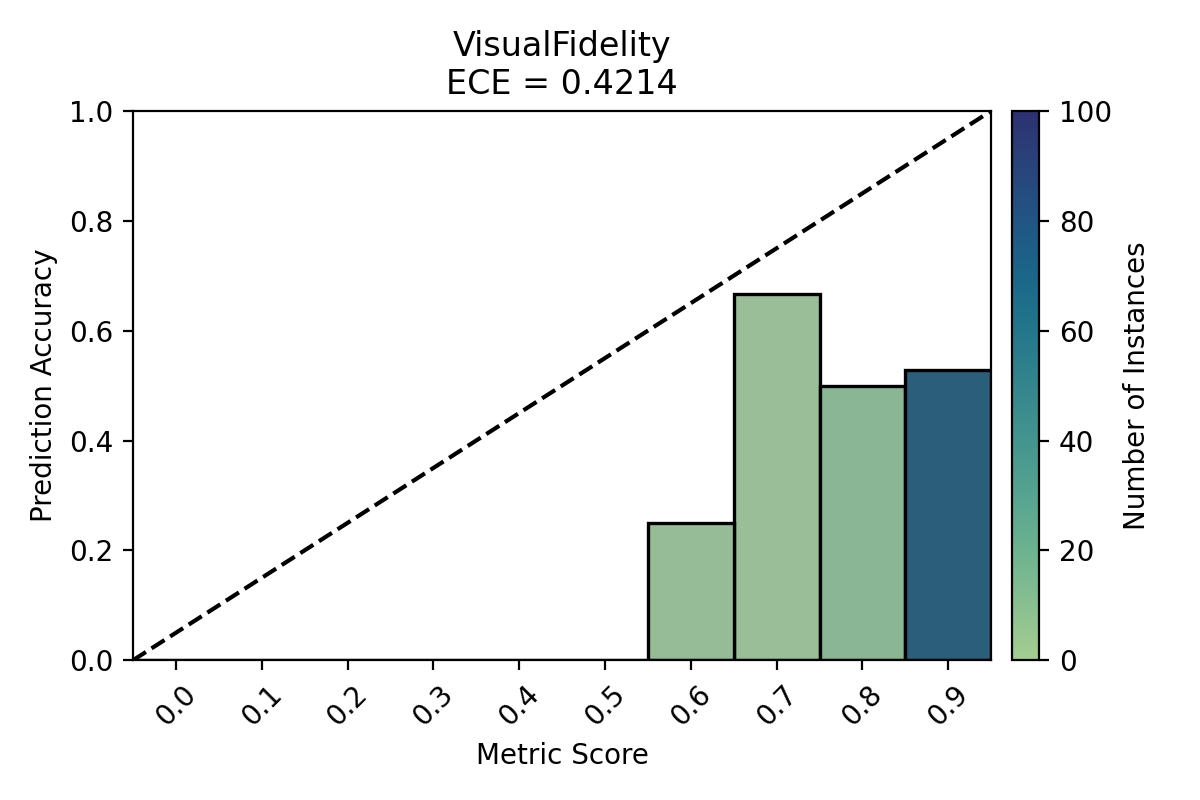 VisualFidelity
ECE = 0.4214
Prediction Accuracy
1.0
0.8
0.6
0.4
0.2
0.0
0.0 0.1 0.2 0.3 0.4 0.5 0.6 0.7 0.8 0.9
Metric Score
100
80
60
40
20
0
Number of Instances